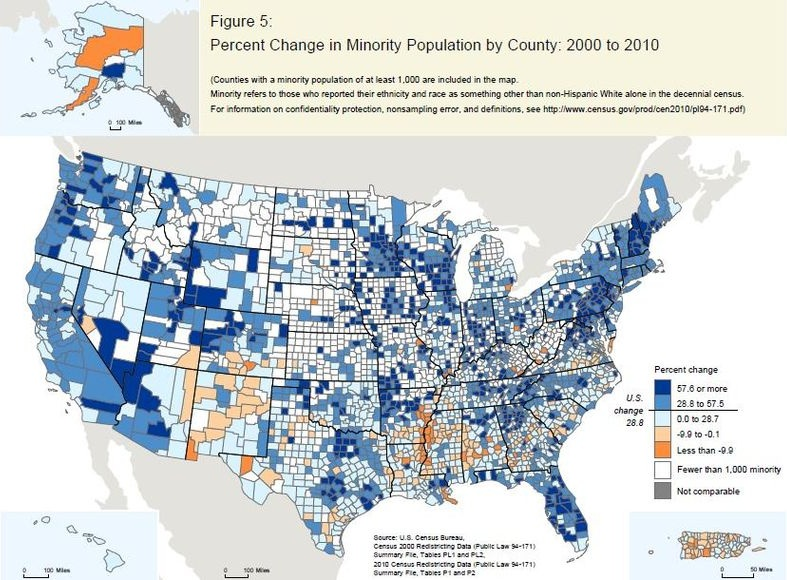 Figure 5:
Percent Change in Minority Population by County: 2000 to 2010
(Counties with a minority population of at least 1,000 are included in the map.
Minority refers to those who reported their ethnicity and race as something other than non-Hispanic White alone in the decennial census.
For information on confidentiality protection, nonsampling error, and definitions, see http://www.census.gov/prod/cen2010/pl94-171.pdf)
0 100 Miles
Percent change
57.6 or more
28.8 to 57.5
U.S.
change
28.8
0.0 to 28.7
-9.9 to -0.1
Less than -9.9
Fewer than 1,000 minority
Not comparable
Source: U.S. Census Bureau,
Census 2000 Redistricting Data (Public Law 94-171)
Summary File, Tables PL1 and PL2,
2010 Census Redistricting Data (Public Law 94-171)
Summary File, Tables P1 and P2
0 100 Miles
0 100 Miles
0 50 Miles